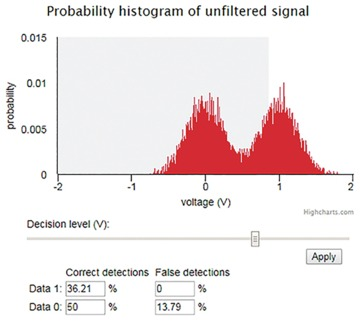 Probability histogram of unfiltered signal
0.015
0.01
0.005
0
probability
-2 -1 0 1 2
voltage (V)
Highcharts.com
Decision level (V):
Apply
Correct detections False detections
Data 1: 36.21 % 0 %
Data 0: 50 % 13.79 %